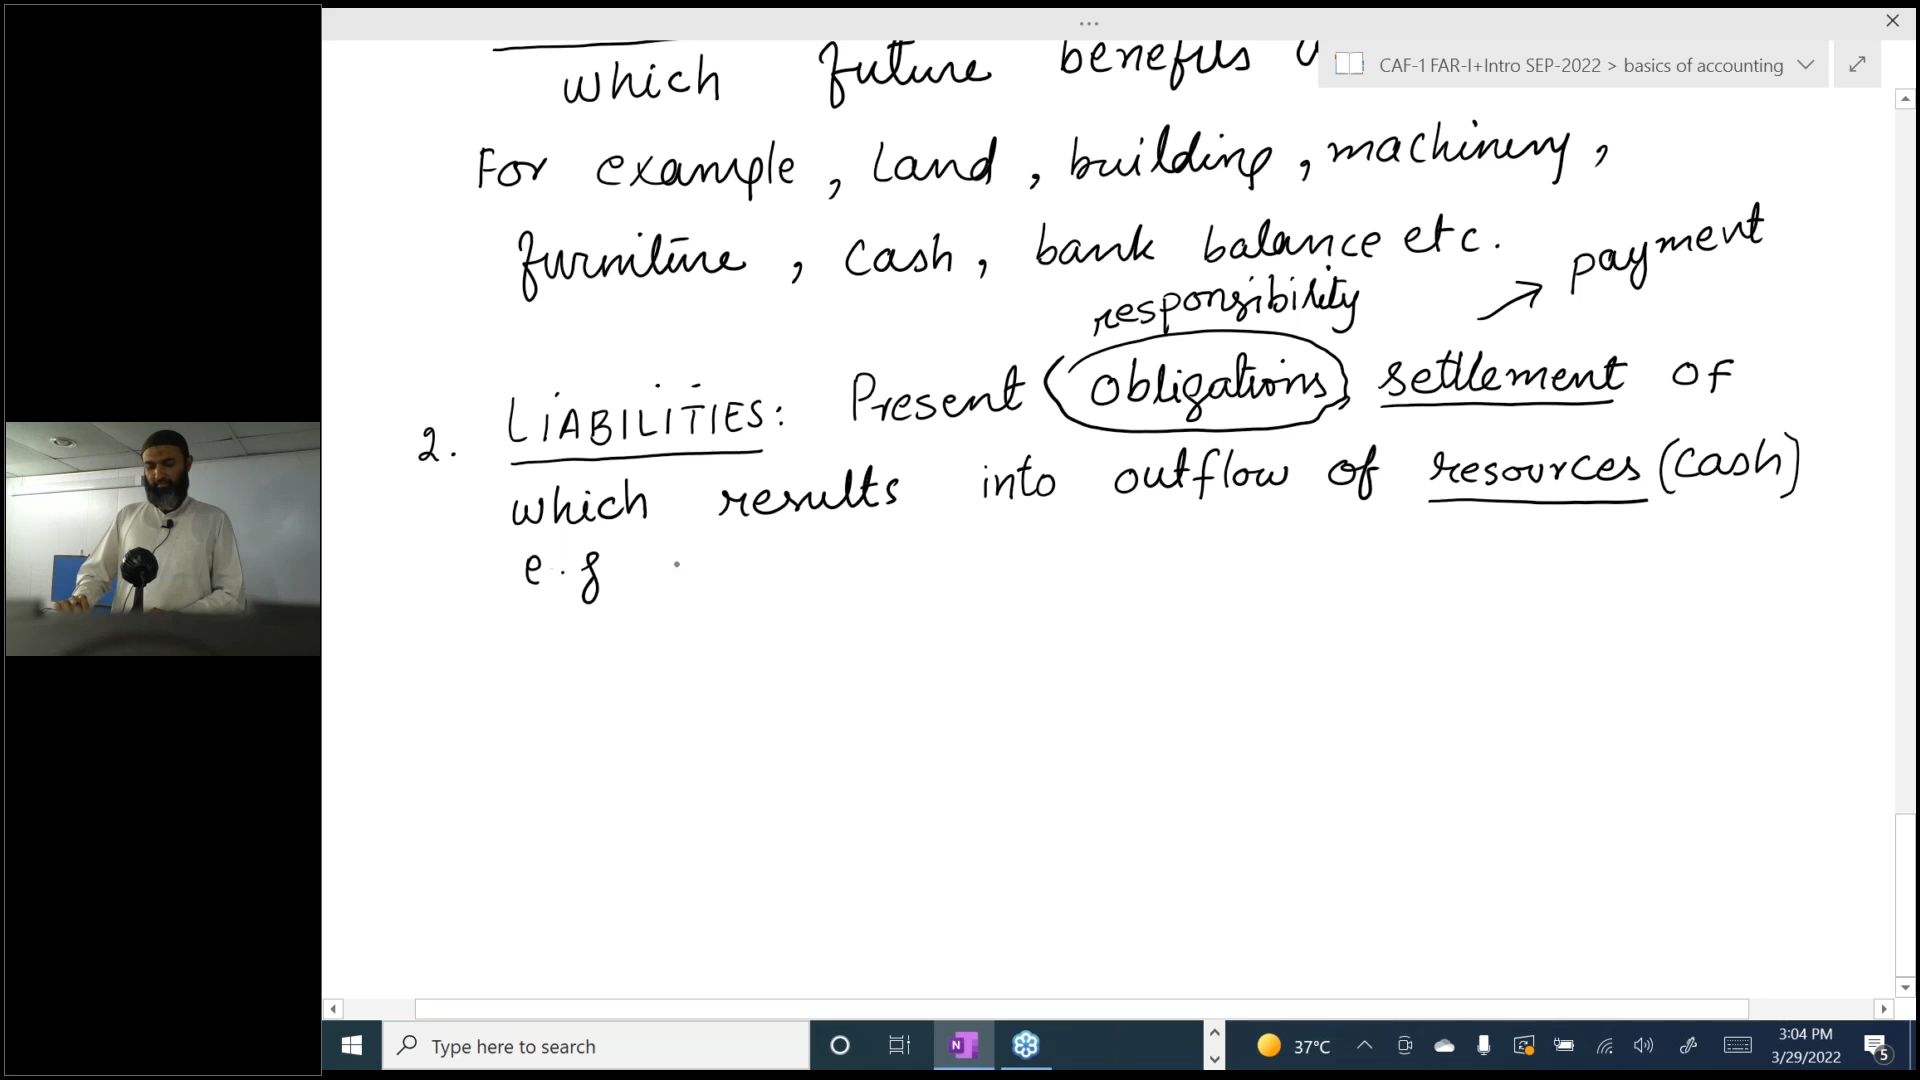 CAF-1 FAR-I+Intro SEP-2022 > basics of accounting
which future benefits
For example, Land, building, machinery,
furniture, cash, bank balance etc.
payment
responsibility
2. LIABILITIES: Present obligations, settlement of
which results into outflow of resources (cash)
e.g
Type here to search
N
37°C
3:04 PM
3/29/2022
5